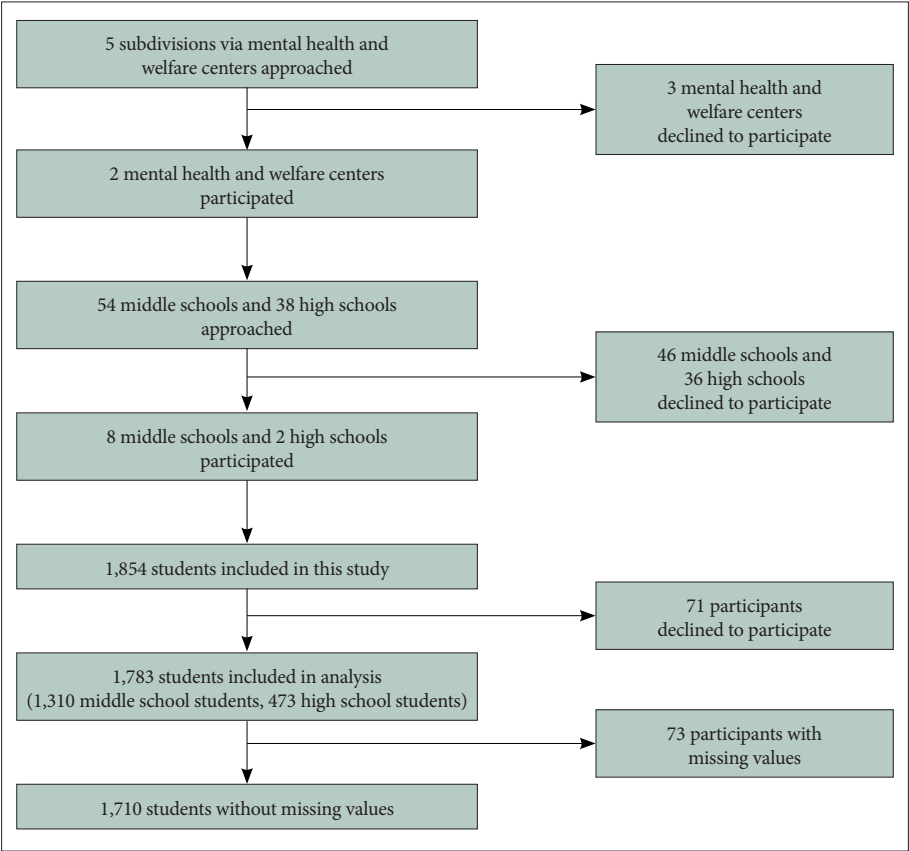 5 subdivisions via mental health and
welfare centers approached
3 mental health and
welfare centers
declined to participate
2 mental health and welfare centers
participated
54 middle schools and 38 high schools
approached
46 middle schools and
36 high schools
declined to participate
8 middle schools and 2 high schools
participated
1,854 students included in this study
71 participants
declined to participate
1,783 students included in analysis
(1,310 middle school students, 473 high school students)
73 participants with
missing values
1,710 students without missing values